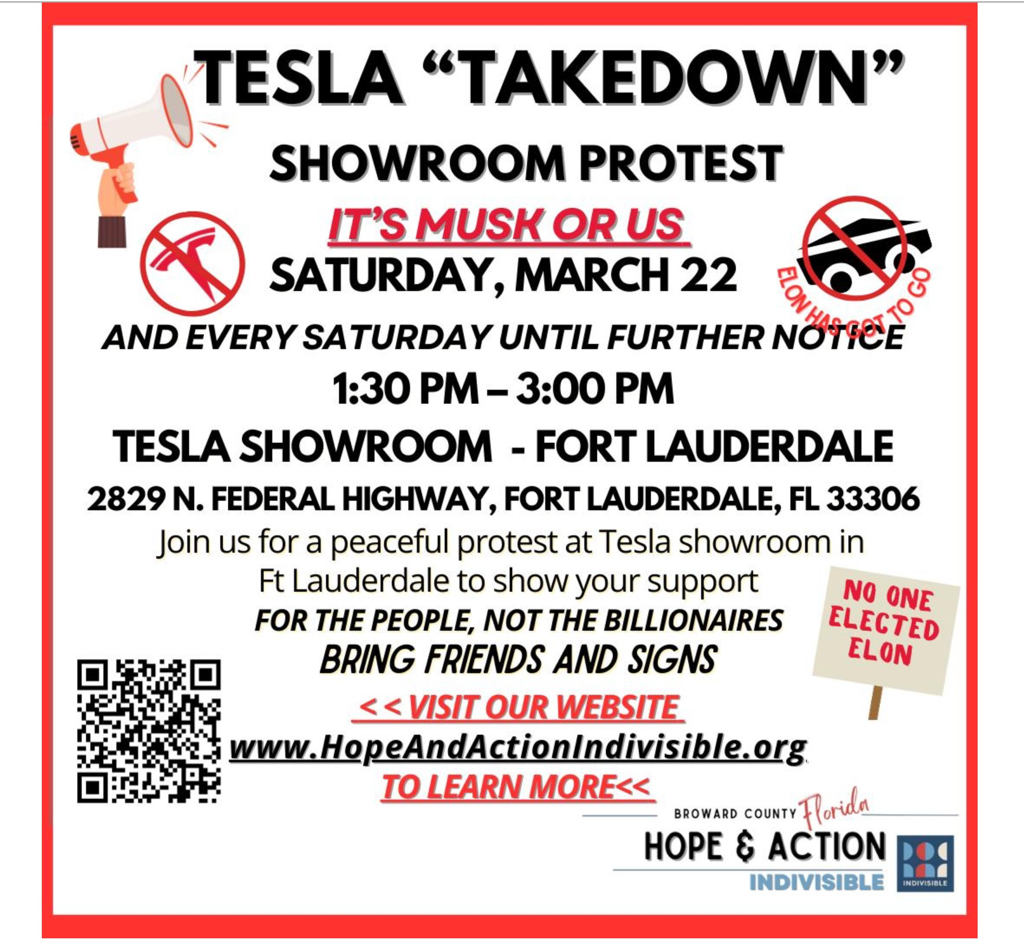 TESLA “TAKEDOWN”
SHOWROOM PROTEST
IT’S MUSK OR US
SATURDAY, MARCH 22
ELON HAS GOT TO GO
AND EVERY SATURDAY UNTIL FURTHER NOTICE
1:30 PM – 3:00 PM
TESLA SHOWROOM - FORT LAUDERDALE
2829 N. FEDERAL HIGHWAY, FORT LAUDERDALE, FL 33306
Join us for a peaceful protest at Tesla showroom in
Ft Lauderdale to show your support
FOR THE PEOPLE, NOT THE BILLIONAIRES
BRING FRIENDS AND SIGNS
NO ONE
ELECTED
ELON
<< VISIT OUR WEBSITE
www.HopeAndActionIndivisible.org
TO LEARN MORE<<
BROWARD COUNTY Florida
HOPE & ACTION
INDIVISIBLE
INDIVISIBLE